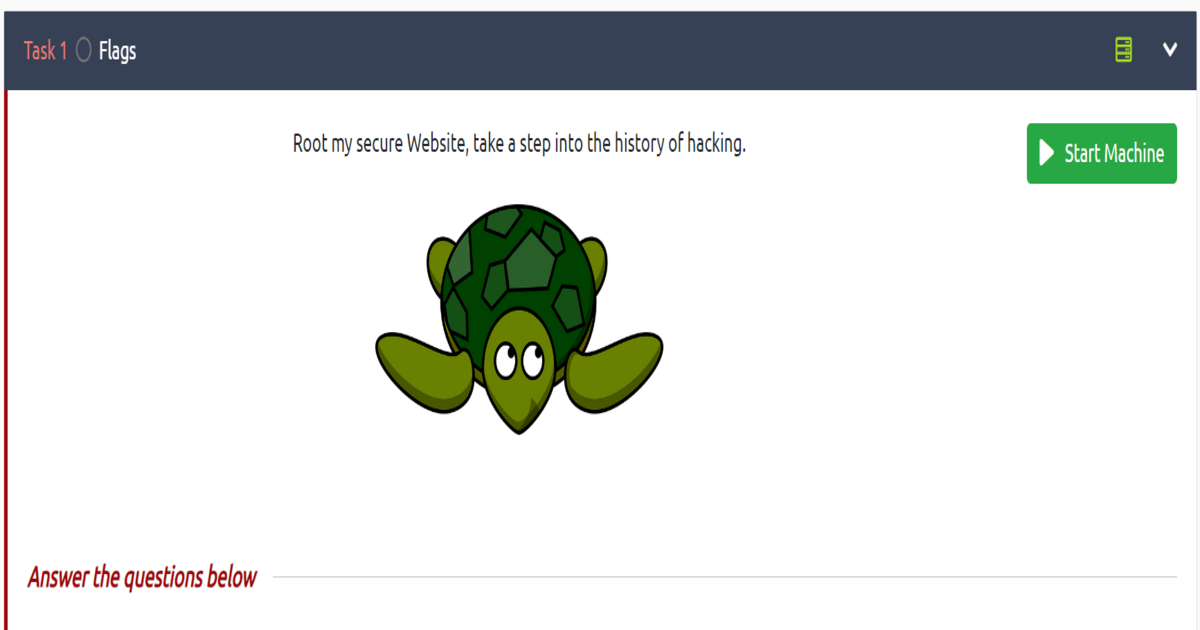 Task 1 Flags
Root my secure Website, take a step into the history of hacking.
Start Machine
Answer the questions below